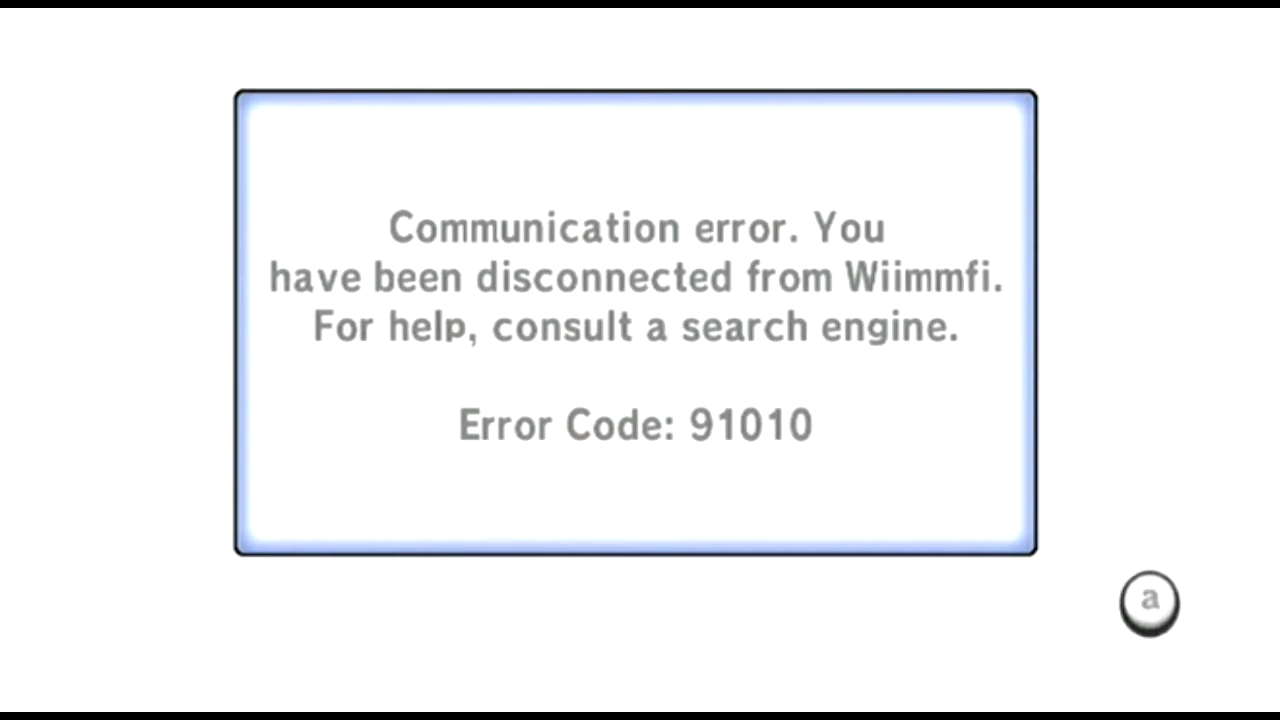 Communication error. You
have been disconnected from Wiimmfi.
For help, consult a search engine.
Error Code: 91010
a